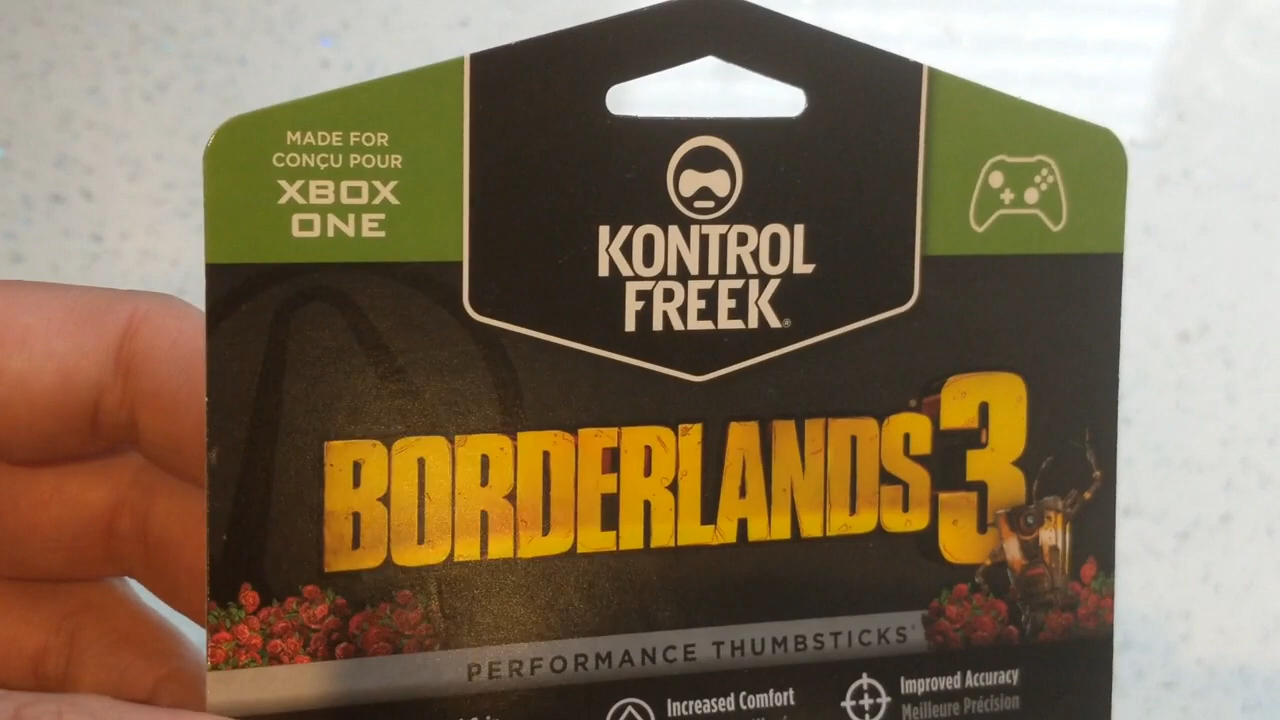 MADE FOR
CONÇU POUR
XBOX
ONE
KONTROL
FREEK®
BORDERLANDS 3
PERFORMANCE THUMBSTICKS
Increased Comfort
Improved Accuracy
Meilleure Précision